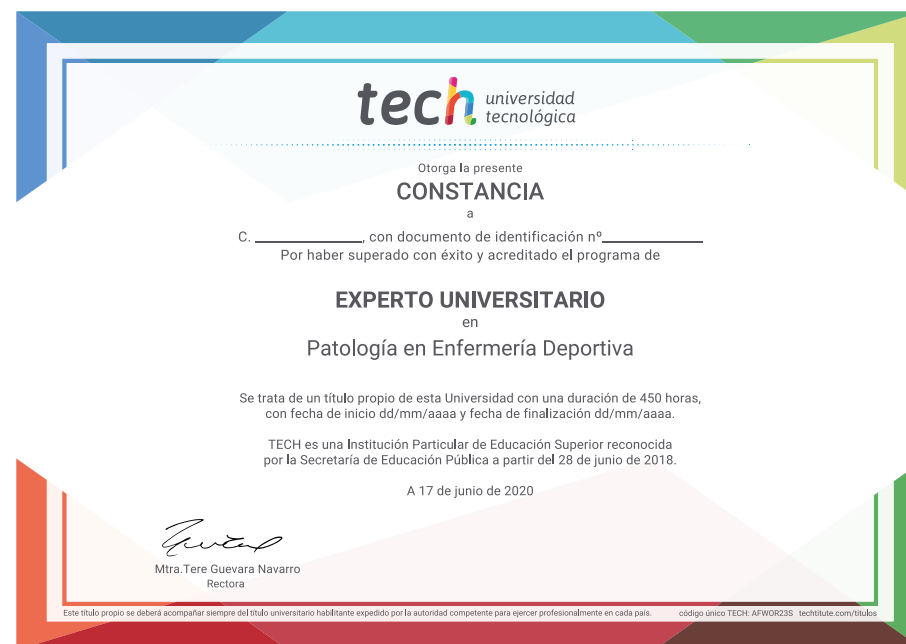 tech universidad
tecnológica
Otorga la presente
CONSTANCIA
a
C. ____________, con documento de identificación nº____________
Por haber superado con éxito y acreditado el programa de
EXPERTO UNIVERSITARIO
en
Patología en Enfermería Deportiva
Se trata de un título propio de esta Universidad con una duración de 450 horas,
con fecha de inicio dd/mm/aaaa y fecha de finalización dd/mm/aaaa.
TECH es una Institución Particular de Educación Superior reconocida
por la Secretaría de Educación Pública a partir del 28 de junio de 2018.
A 17 de junio de 2020
Mtra.Tere Guevara Navarro
Rectora
Este título propio se deberá acompañar siempre del título universitario habilitante expedido por la autoridad competente para ejercer profesionalmente en cada país. código único TECH: AFWOR23S techtitute.com/titulos